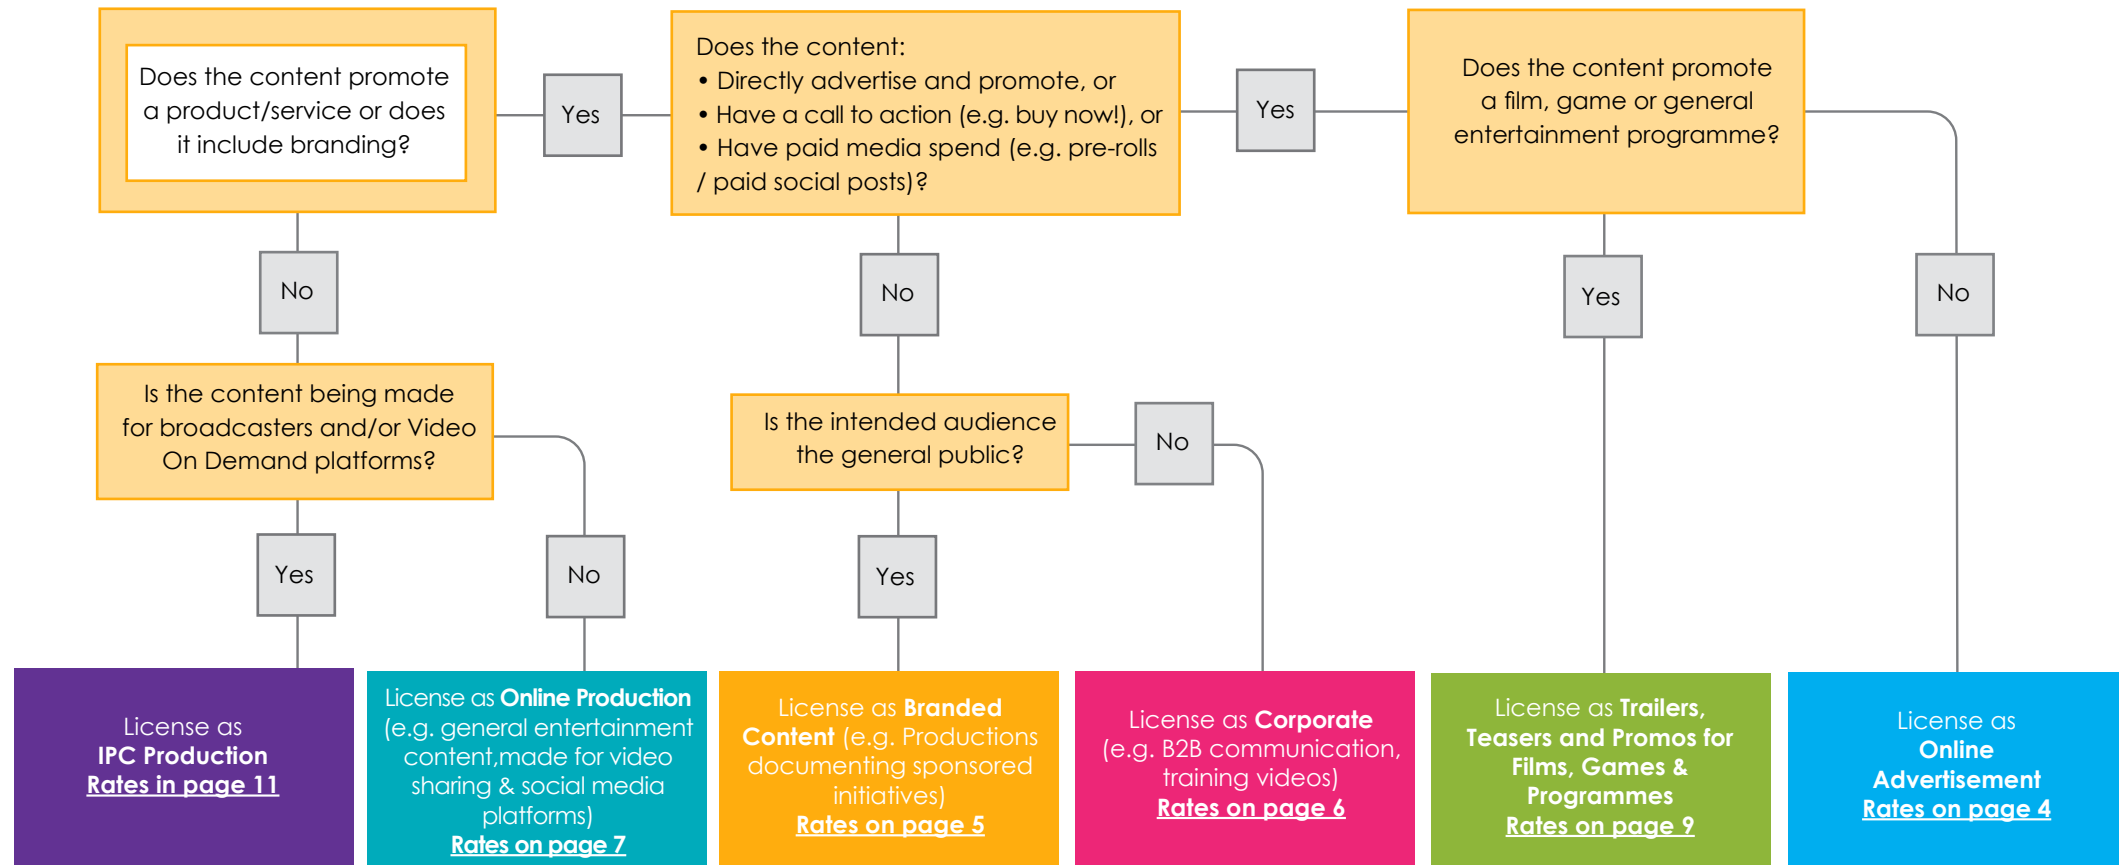 Does the content promote
a product/service or does
it include branding?
Yes
Does the content:
• Directly advertise and promote, or
• Have a call to action (e.g. buy now!), or
• Have paid media spend (e.g. pre-rolls
/ paid social posts)?
Yes
Does the content promote
a film, game or general
entertainment programme?
No
No
Yes
No
Is the content being made
for broadcasters and/or Video
On Demand platforms?
Is the intended audience
the general public?
No
Yes
No
Yes
License as
IPC Production
Rates in page 11
License as Online Production
(e.g. general entertainment
content,made for video
sharing & social media
platforms)
Rates on page 7
License as Branded
Content (e.g. Productions
documenting sponsored
initiatives)
Rates on page 5
License as Corporate
(e.g. B2B communication,
training videos)
Rates on page 6
License as Trailers,
Teasers and Promos for
Films, Games &
Programmes
Rates on page 9
License as
Online
Advertisement
Rates on page 4